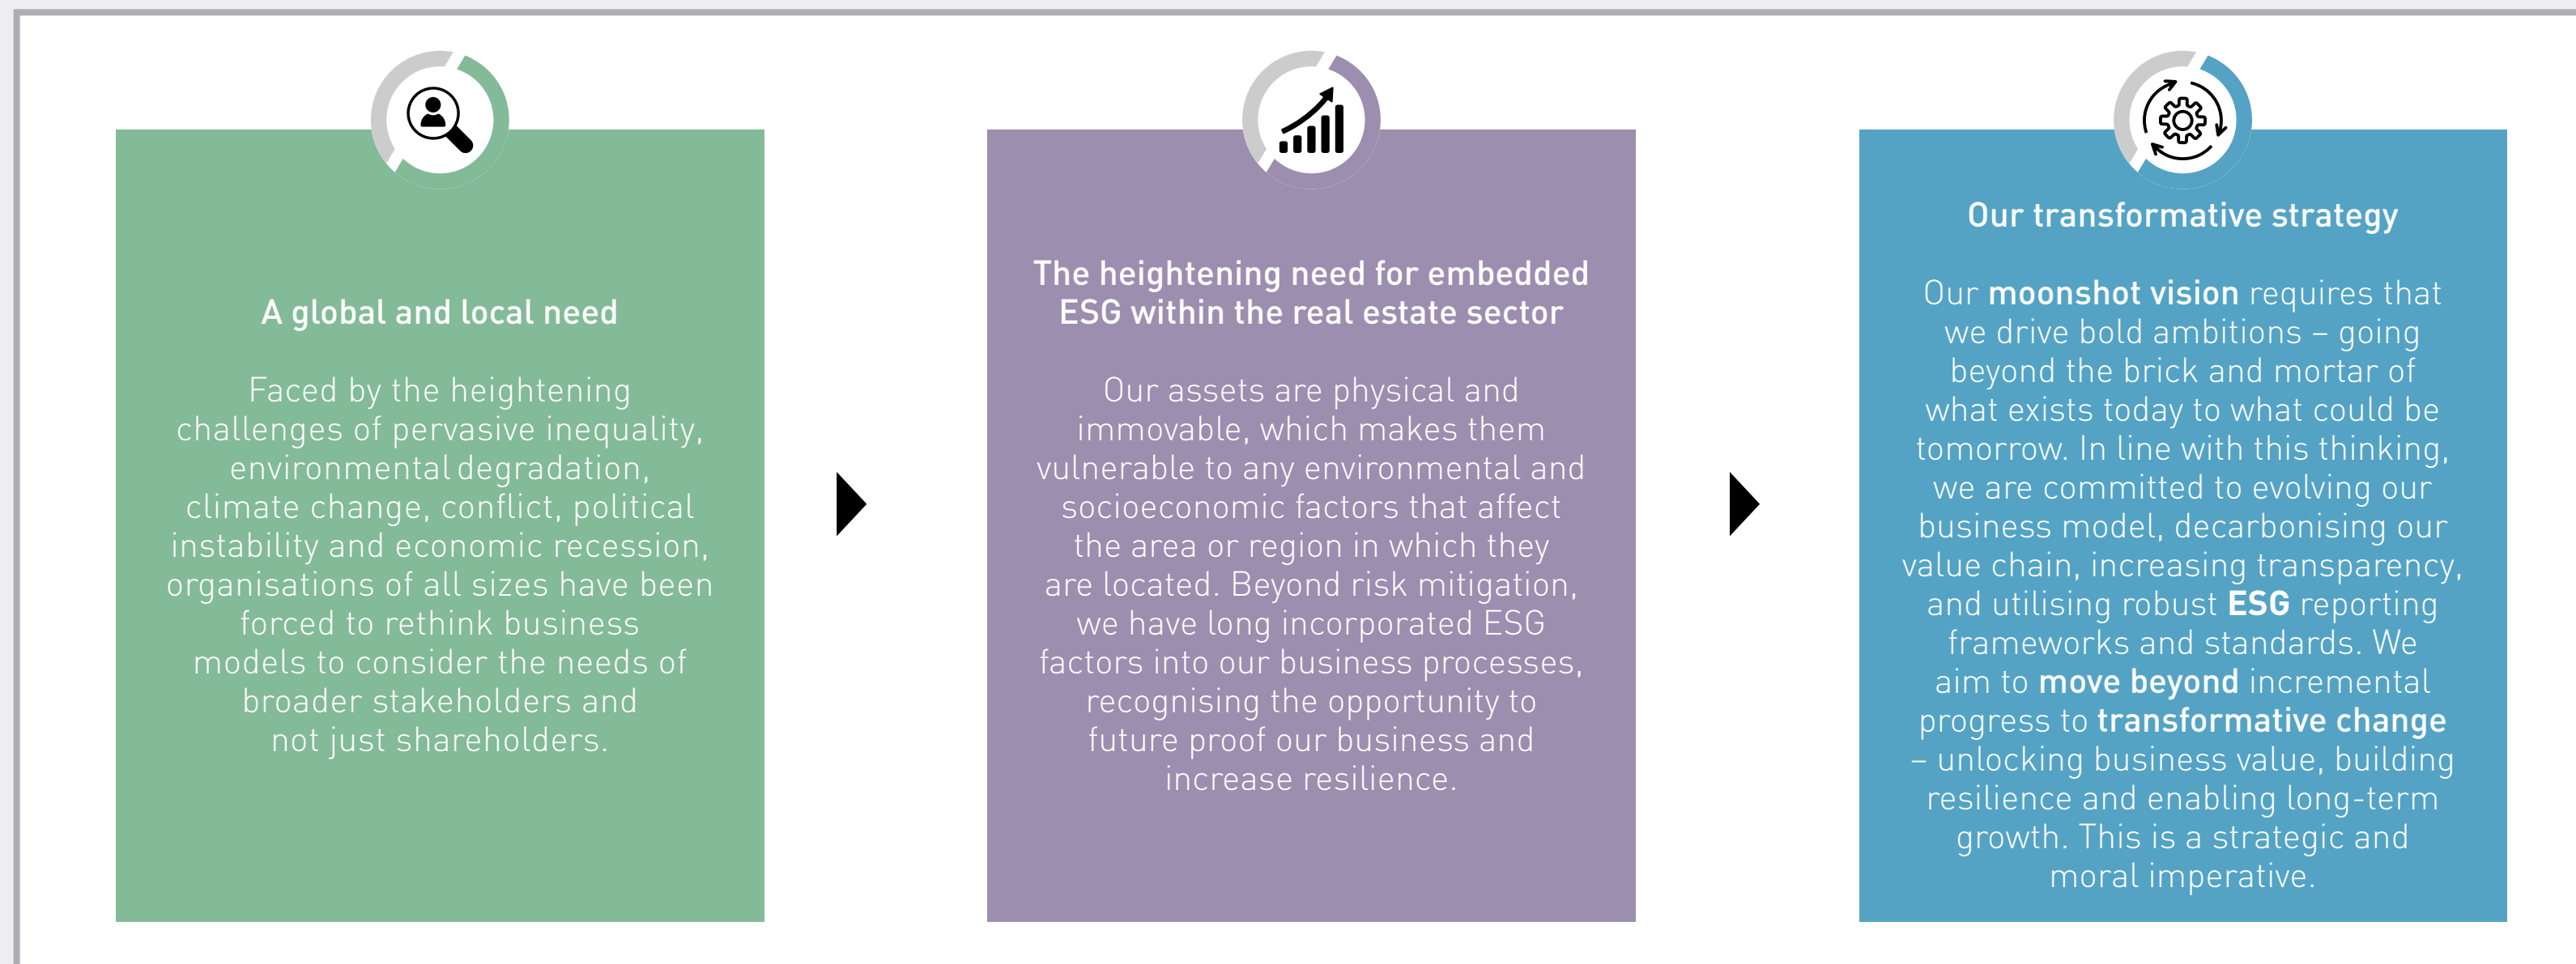 A global and local need
Faced by the heightening
challenges of pervasive inequality,
environmental degradation,
climate change, conflict, political
instability and economic recession,
organisations of all sizes have been
forced to rethink business
models to consider the needs of
broader stakeholders and
not just shareholders.
The heightening need for embedded
ESG within the real estate sector
Our assets are physical and
immovable, which makes them
vulnerable to any environmental and
socioeconomic factors that affect
the area or region in which they
are located. Beyond risk mitigation,
we have long incorporated ESG
factors into our business processes,
recognising the opportunity to
future proof our business and
increase resilience.
Our transformative strategy
Our moonshot vision requires that
we drive bold ambitions – going
beyond the brick and mortar of
what exists today to what could be
tomorrow. In line with this thinking,
we are committed to evolving our
business model, decarbonising our
value chain, increasing transparency,
and utilising robust ESG reporting
frameworks and standards. We
aim to move beyond incremental
progress to transformative change
– unlocking business value, building
resilience and enabling long-term
growth. This is a strategic and
moral imperative.